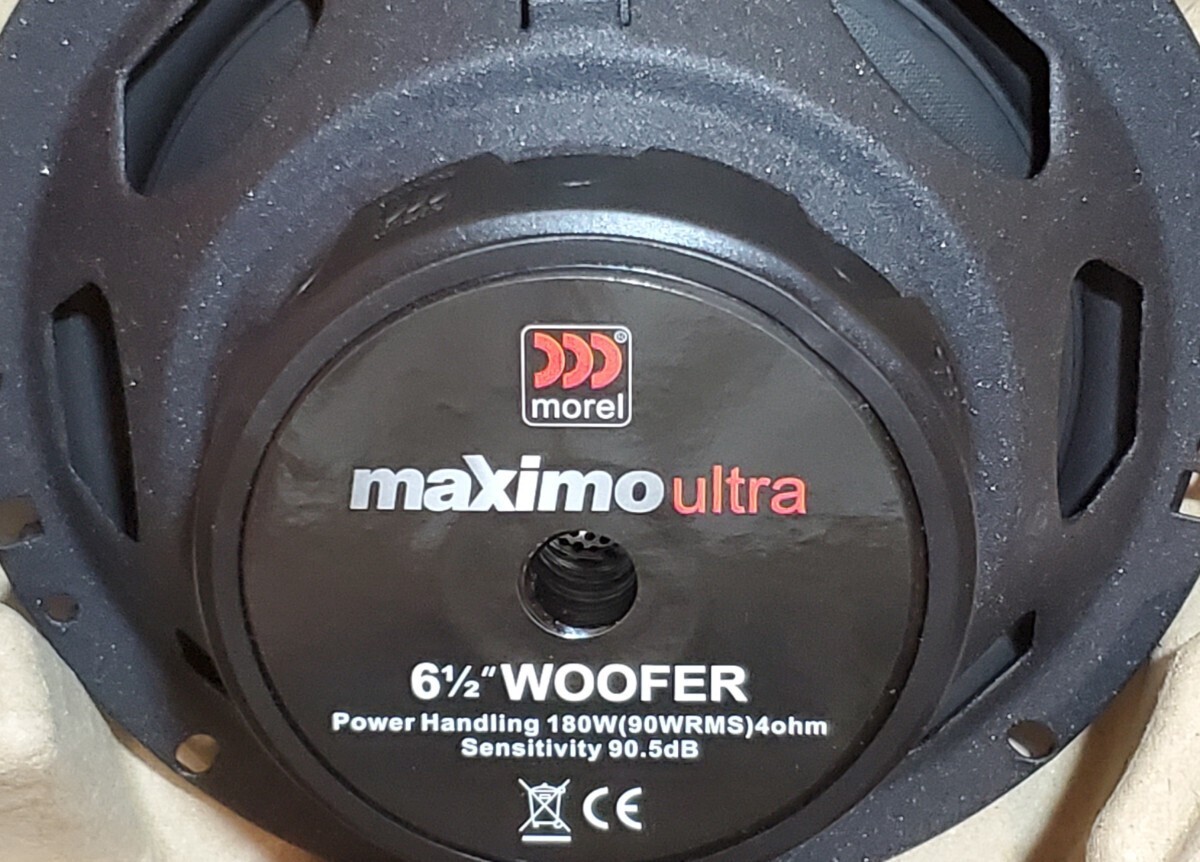 morel
maximo ultra
6½" WOOFER
Power Handling 180W(90WRMS)4ohm
Sensitivity 90.5dB
CE